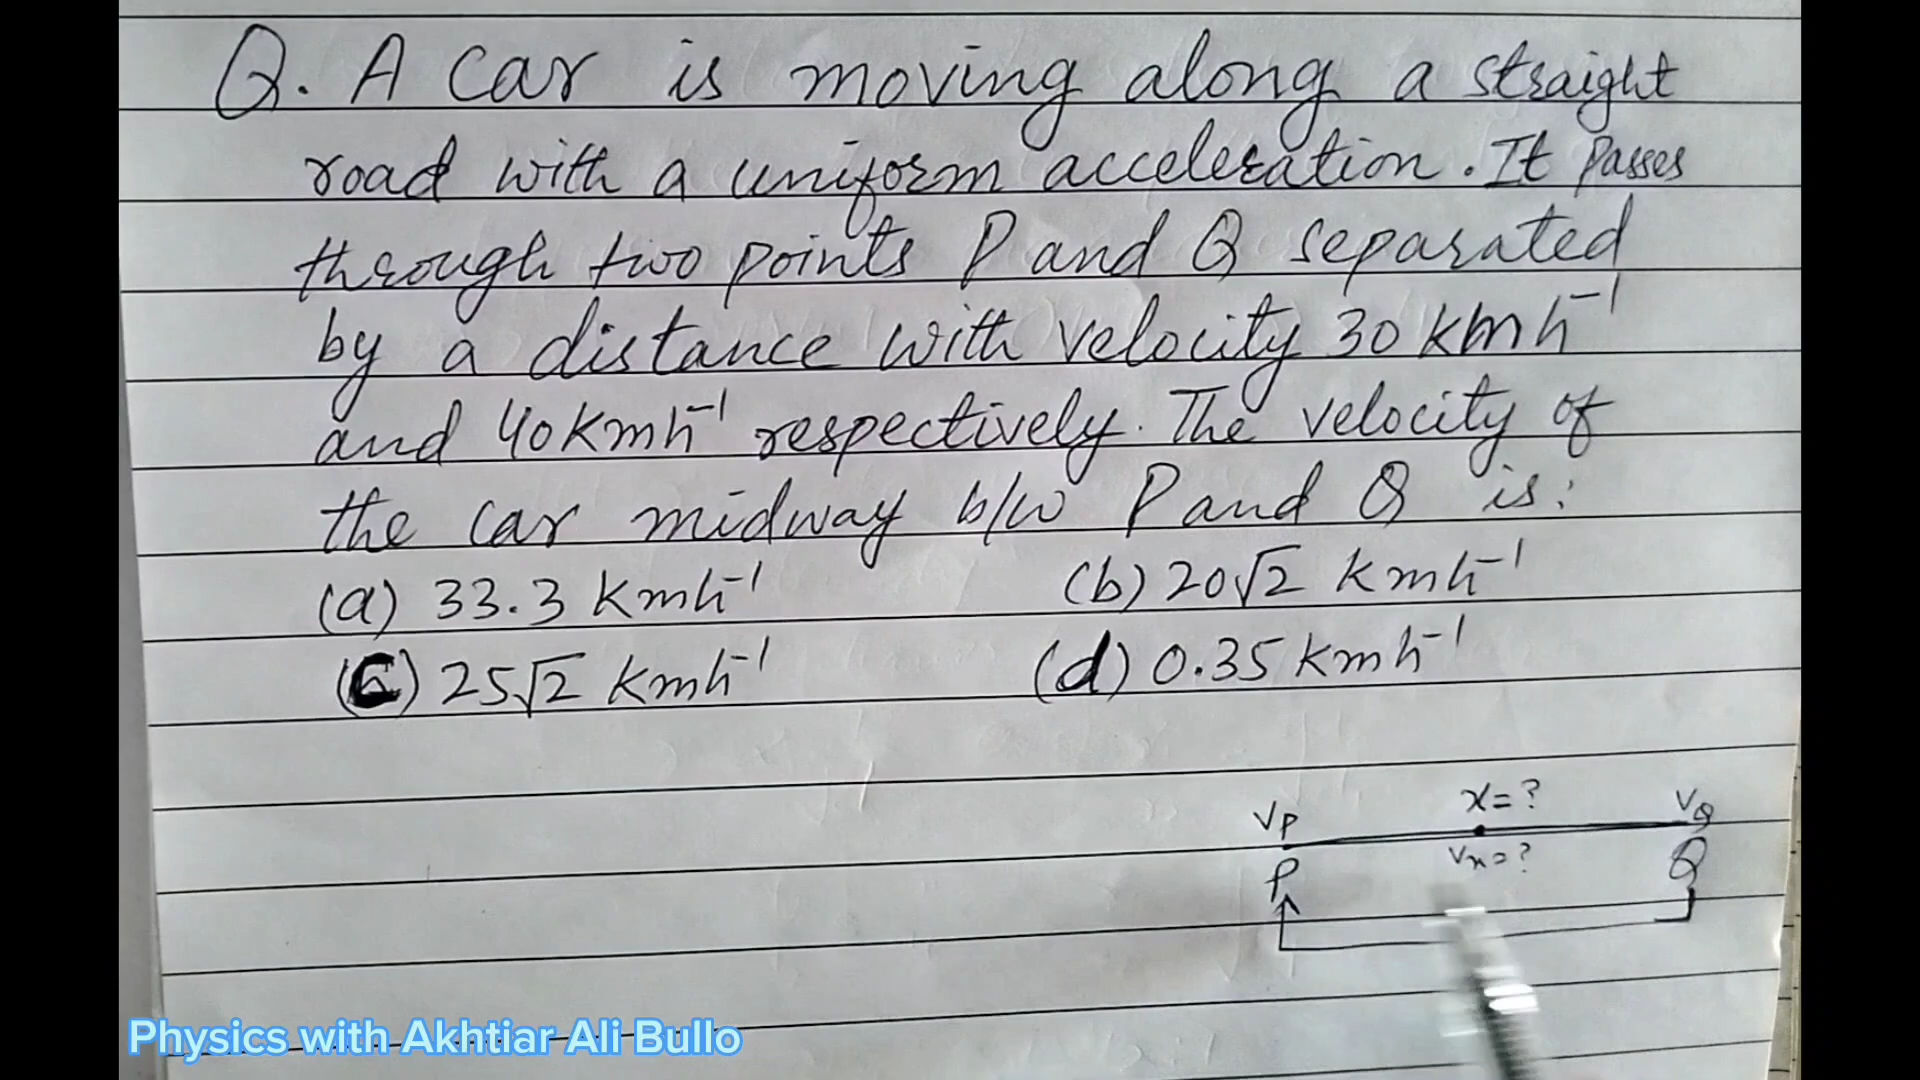 Q. A car is moving along a straight
road with a uniform acceleration. It passes
through two points P and Q separated
by a distance with velocity 30 kmh⁻¹
and 40 kmh⁻¹ respectively. The velocity of
the car midway b/w P and Q is:
(a) 33.3 kmh⁻¹ (b) 20√2 kmh⁻¹
(c) 25√2 kmh⁻¹ (d) 0.35 kmh⁻¹
x=?
Vp VQ
Vx=?
P Q
Physics with Akhtiar Ali Bullo